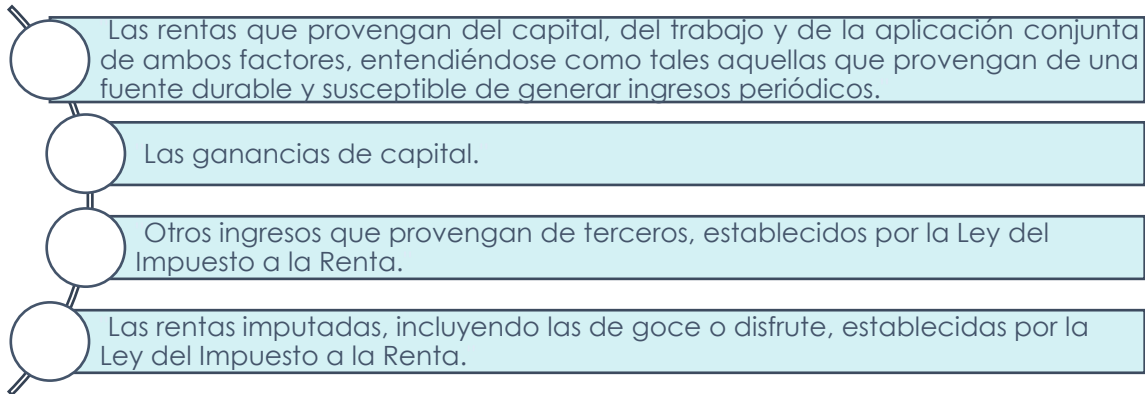 Las rentas que provengan del capital, del trabajo y de la aplicación conjunta
de ambos factores, entendiéndose como tales aquellas que provengan de una
fuente durable y susceptible de generar ingresos periódicos.
Las ganancias de capital.
Otros ingresos que provengan de terceros, establecidos por la Ley del
Impuesto a la Renta.
Las rentas imputadas, incluyendo las de goce o disfrute, establecidas por la
Ley del Impuesto a la Renta.